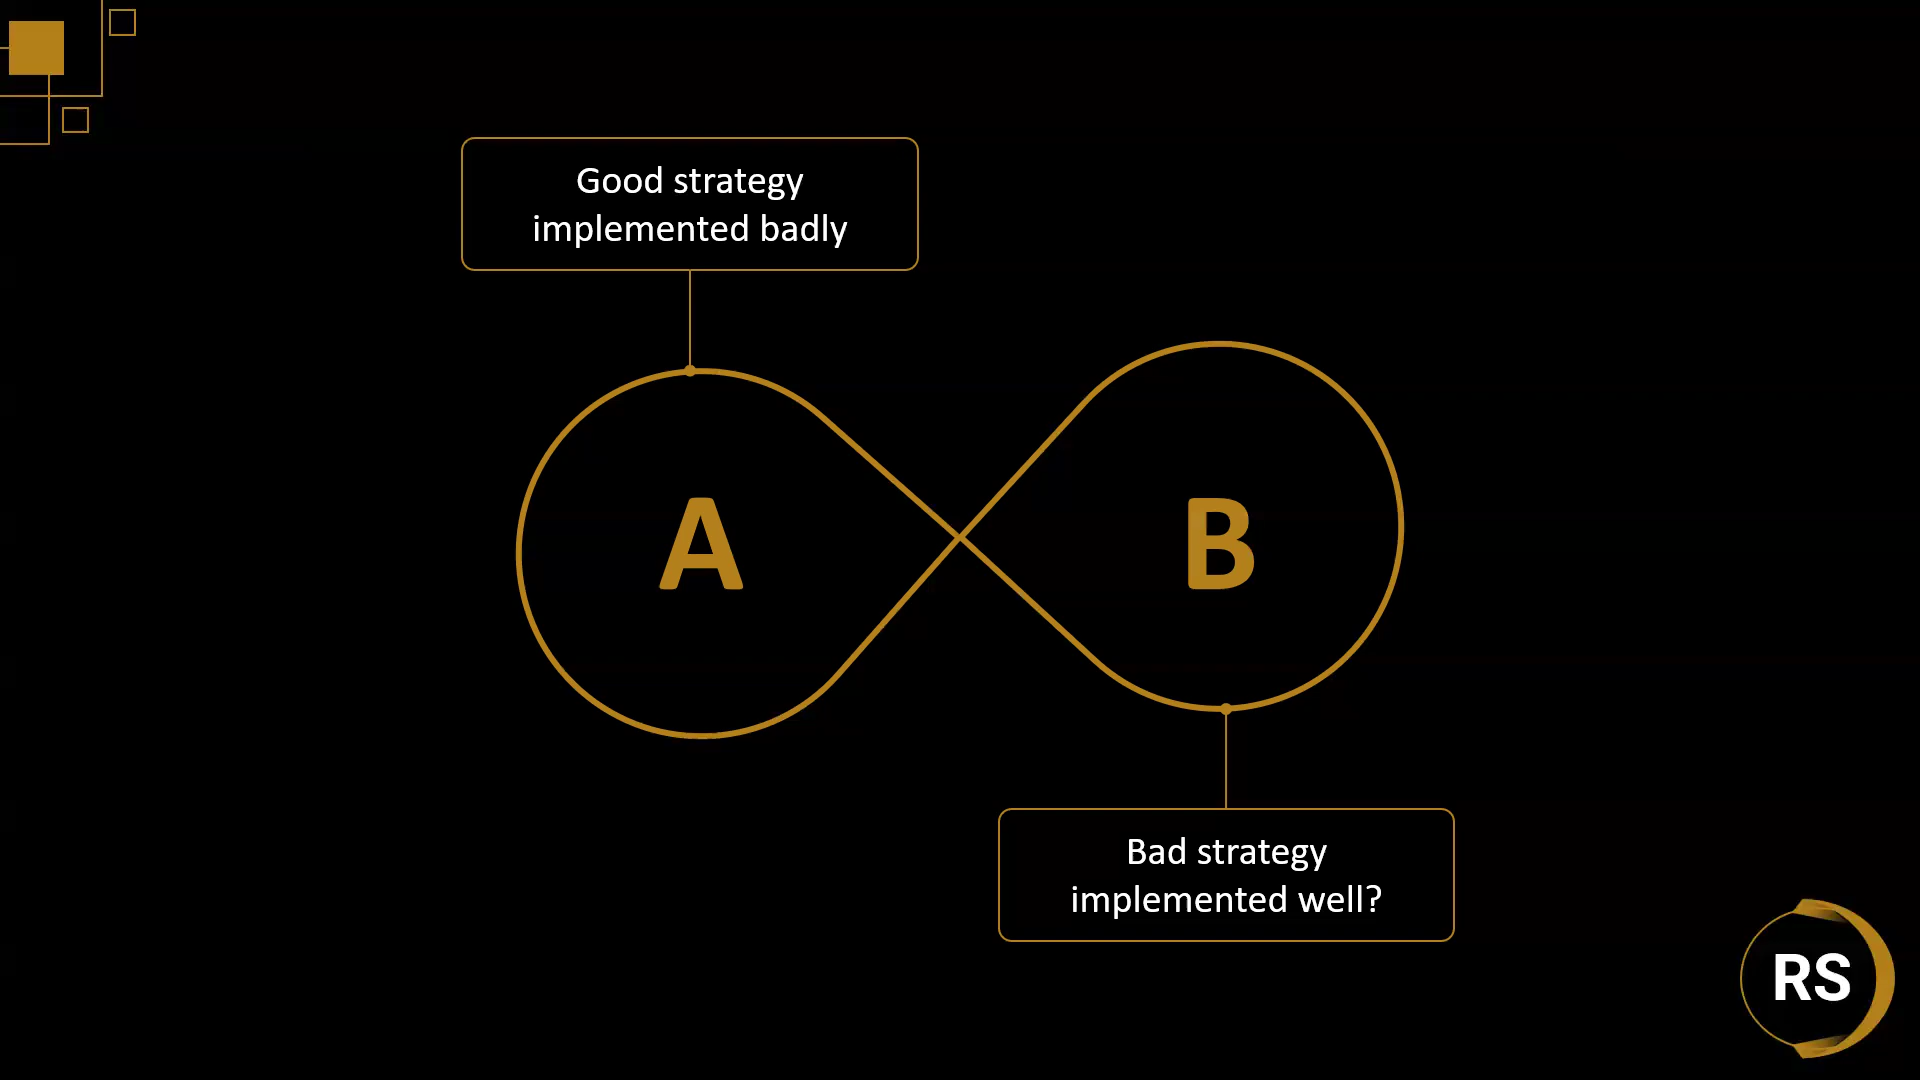 Good strategy
implemented badly
A
B
Bad strategy
implemented well?
RS